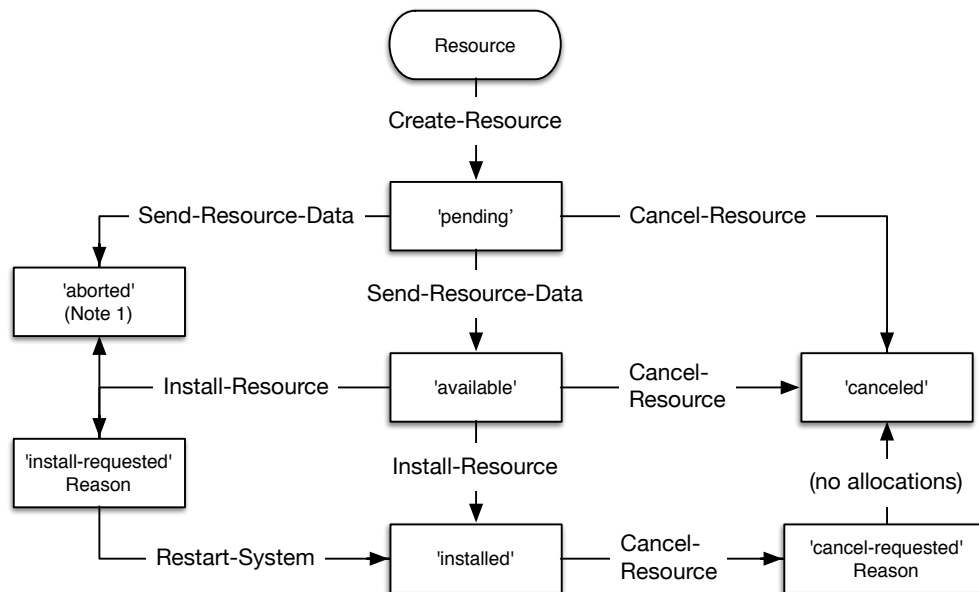 Resource
Create-Resource
Send-Resource-Data
'pending'
Cancel-Resource
'aborted'
(Note 1)
Send-Resource-Data
Install-Resource
'available'
Cancel-
Resource
'canceled'
'install-requested'
Reason
Install-Resource
(no allocations)
Restart-System
'installed'
Cancel-
Resource
'cancel-requested'
Reason